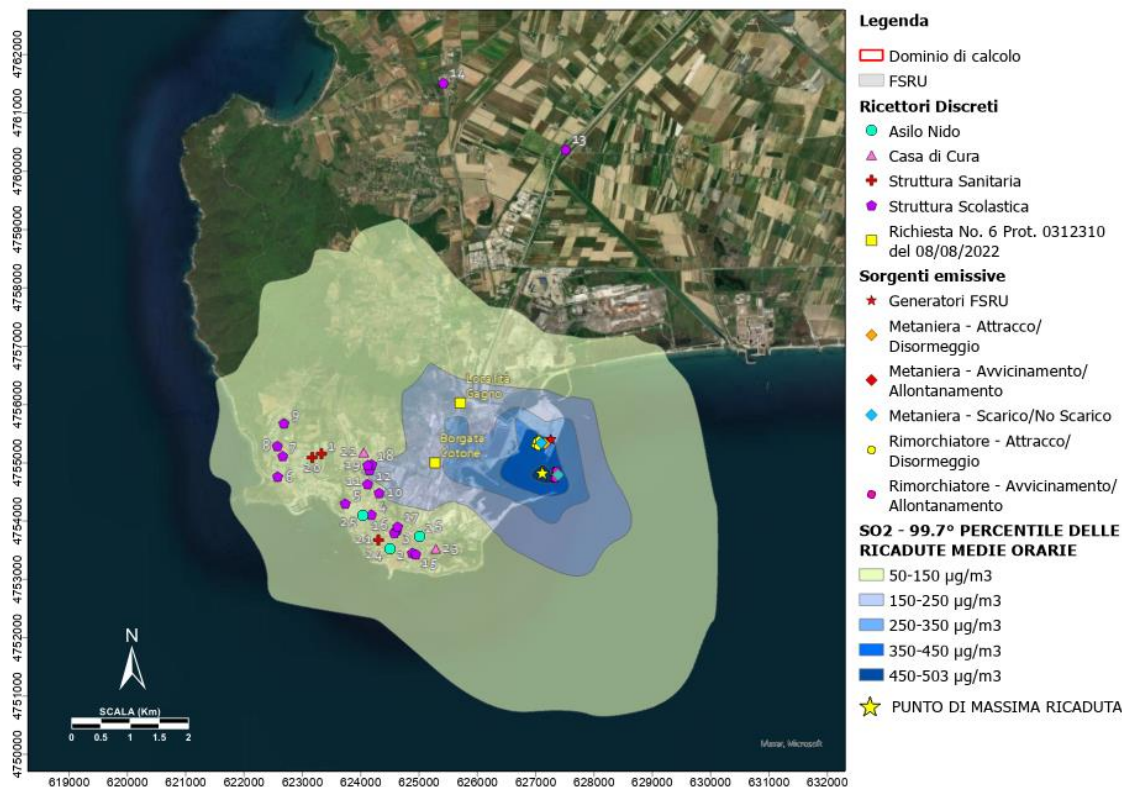 4762000
4761000
4760000
4759000
4758000
4757000
4756000
4755000
4754000
4753000
4752000
4751000
4750000
619000
620000
621000
622000
623000
624000
625000
626000
627000
628000
629000
630000
631000
632000
14
13
Località
Gagno
Borgata
Cotone
9
8
7
6
20
1
22
18
19
12
11
10
5
4
25
16
17
3
26
21
24
2
23
15
N
SCALA (Km)
0 0.5 1 2
Maxar, Microsoft
Legenda
Dominio di calcolo
FSRU
Ricettori Discreti
Asilo Nido
Casa di Cura
Struttura Sanitaria
Struttura Scolastica
Richiesta No. 6 Prot. 0312310
del 08/08/2022
Sorgenti emissive
Generatori FSRU
Metaniera - Attracco/
Disormeggio
Metaniera - Avvicinamento/
Allontanamento
Metaniera - Scarico/No Scarico
Rimorchiatore - Attracco/
Disormeggio
Rimorchiatore - Avvicinamento/
Allontanamento
SO2 - 99.7° PERCENTILE DELLE
RICADUTE MEDIE ORARIE
50-150 µg/m3
150-250 µg/m3
250-350 µg/m3
350-450 µg/m3
450-503 µg/m3
PUNTO DI MASSIMA RICADUTA